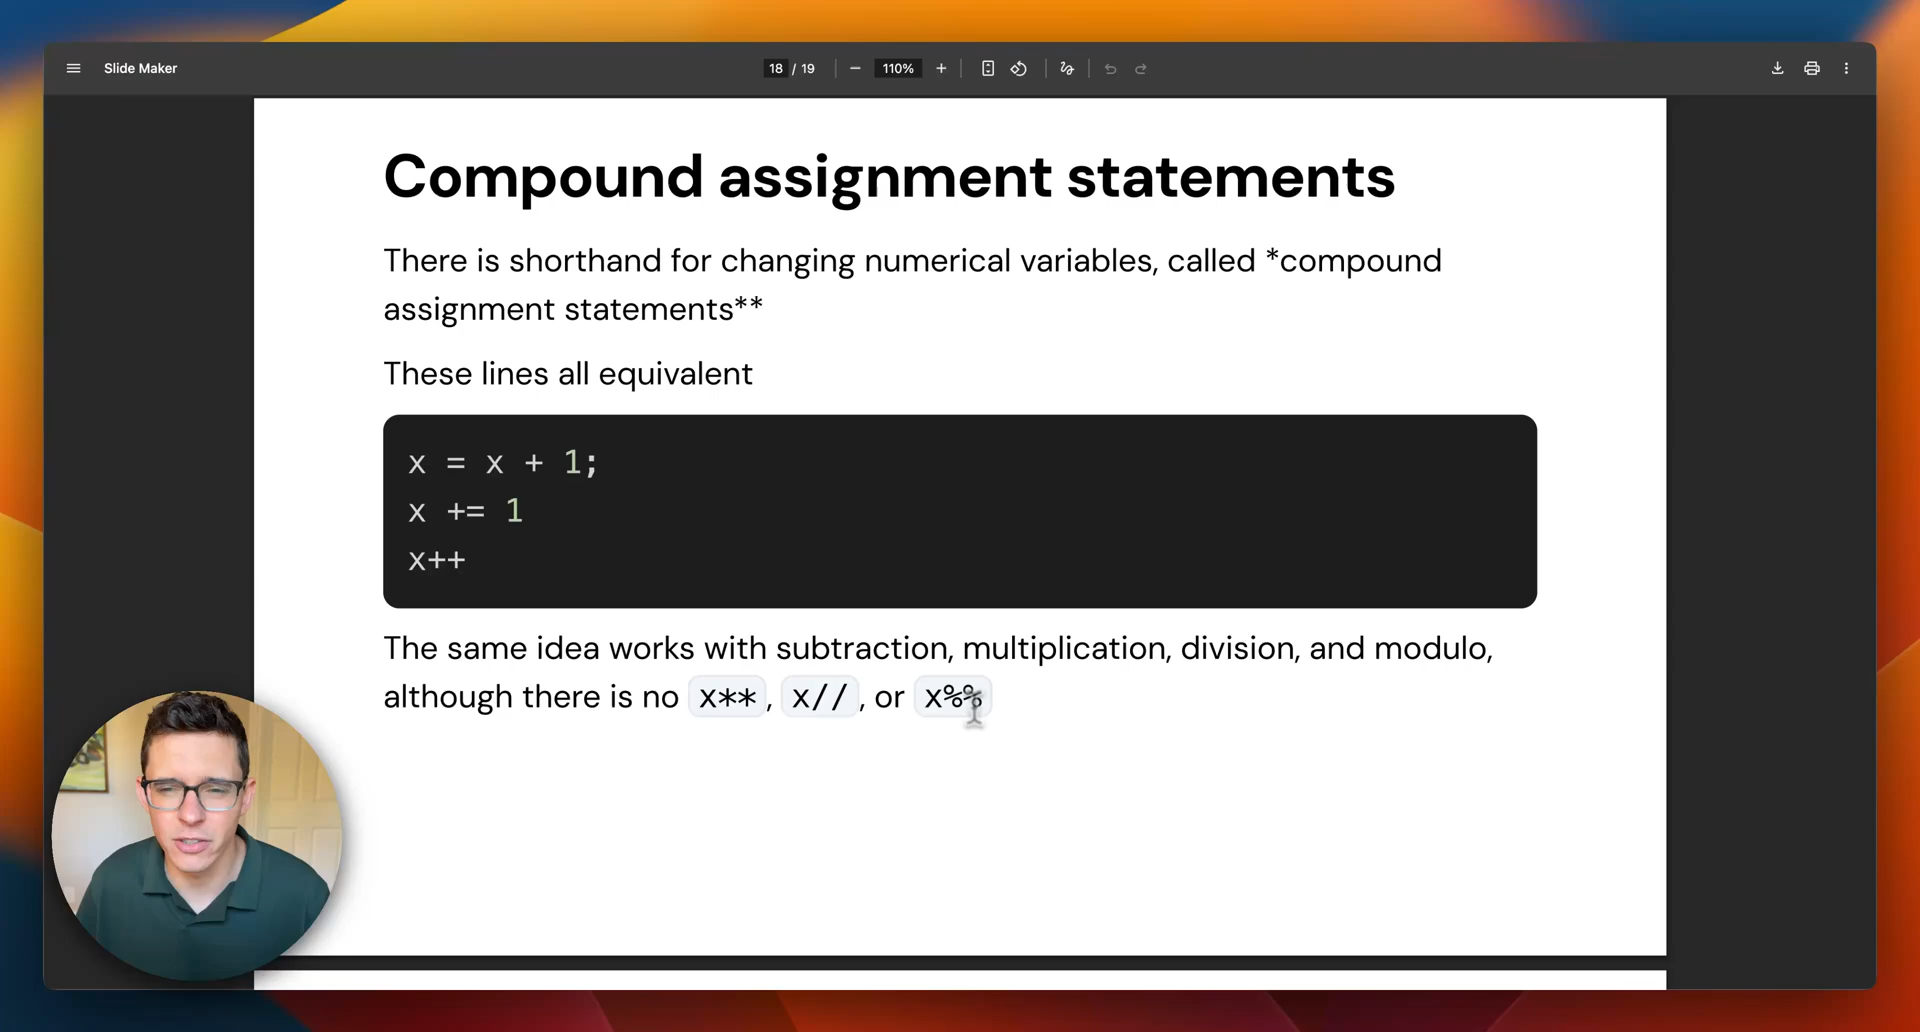 Slide Maker
18 / 19
110%
Compound assignment statements
There is shorthand for changing numerical variables, called *compound
assignment statements**
These lines all equivalent
x = x + 1;
x += 1
x++
The same idea works with subtraction, multiplication, division, and modulo,
although there is no x**, x//, or x%%